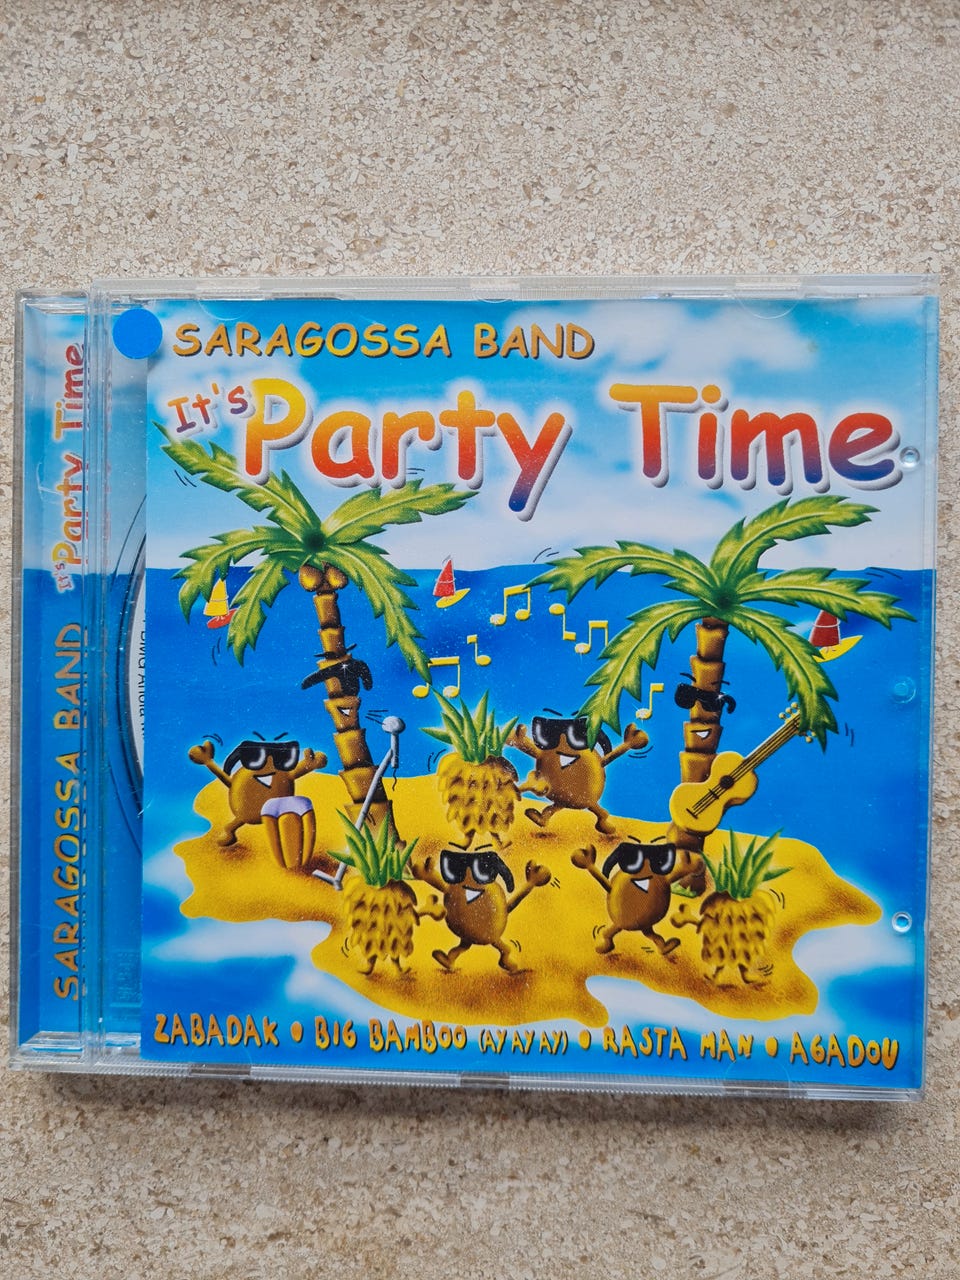 SARAGOSSA BAND
It's Party Time
ZABADAK • BIG BAMBOO (AY AY AY) • RASTA MAN • AGADOU
SARAGOSSA BAND It's Party Time